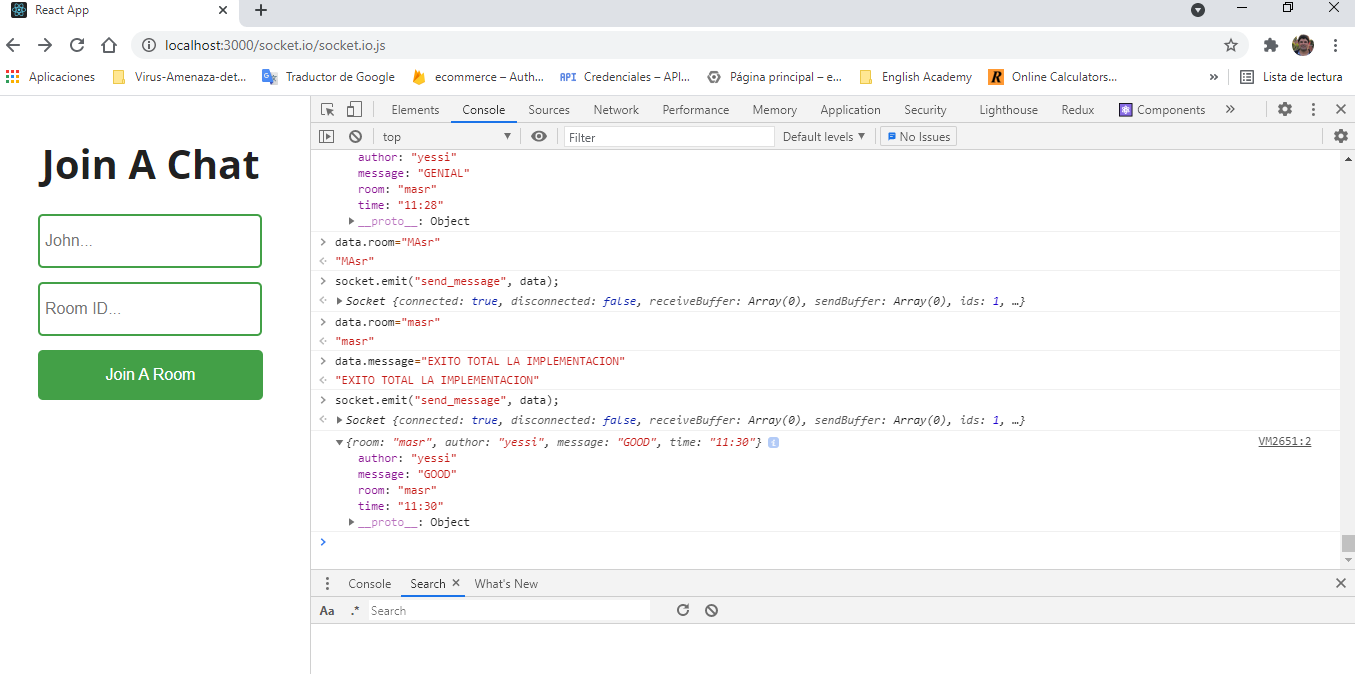 React App
localhost:3000/socket.io/socket.io.js
Aplicaciones Virus-Amenaza-det... Traductor de Google ecommerce – Auth... API Credenciales – API... Página principal – e... English Academy R Online Calculators... » Lista de lectura
Join A Chat
John...
Room ID...
Join A Room
Elements Console Sources Network Performance Memory Application Security Lighthouse Redux Components »
top Filter Default levels No Issues
author: "yessi"
message: "GENIAL"
room: "masr"
time: "11:28"
__proto__: Object
data.room="MAsr"
"MAsr"
socket.emit("send_message", data);
Socket {connected: true, disconnected: false, receiveBuffer: Array(0), sendBuffer: Array(0), ids: 1, …}
data.room="masr"
"masr"
data.message="EXITO TOTAL LA IMPLEMENTACION"
"EXITO TOTAL LA IMPLEMENTACION"
socket.emit("send_message", data);
Socket {connected: true, disconnected: false, receiveBuffer: Array(0), sendBuffer: Array(0), ids: 1, …}
{room: "masr", author: "yessi", message: "GOOD", time: "11:30"} i VM2651:2
author: "yessi"
message: "GOOD"
room: "masr"
time: "11:30"
__proto__: Object
Console Search What's New
Aa .* Search